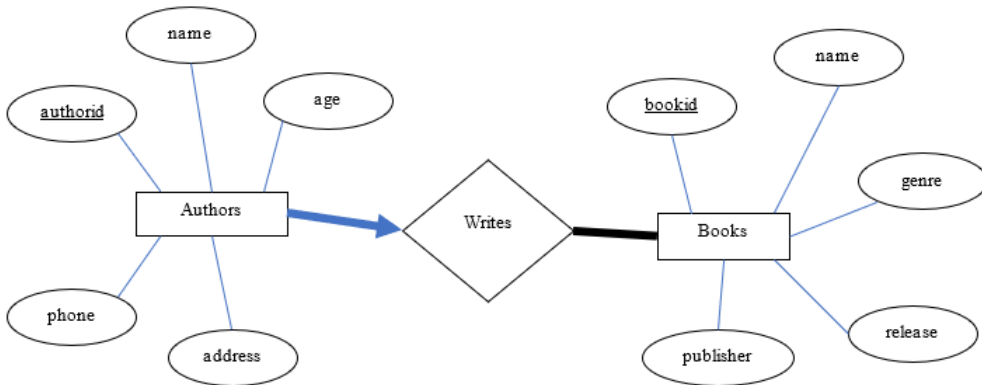 name
name
authorid
age
bookid
genre
Authors
Writes
Books
phone
address
publisher
release